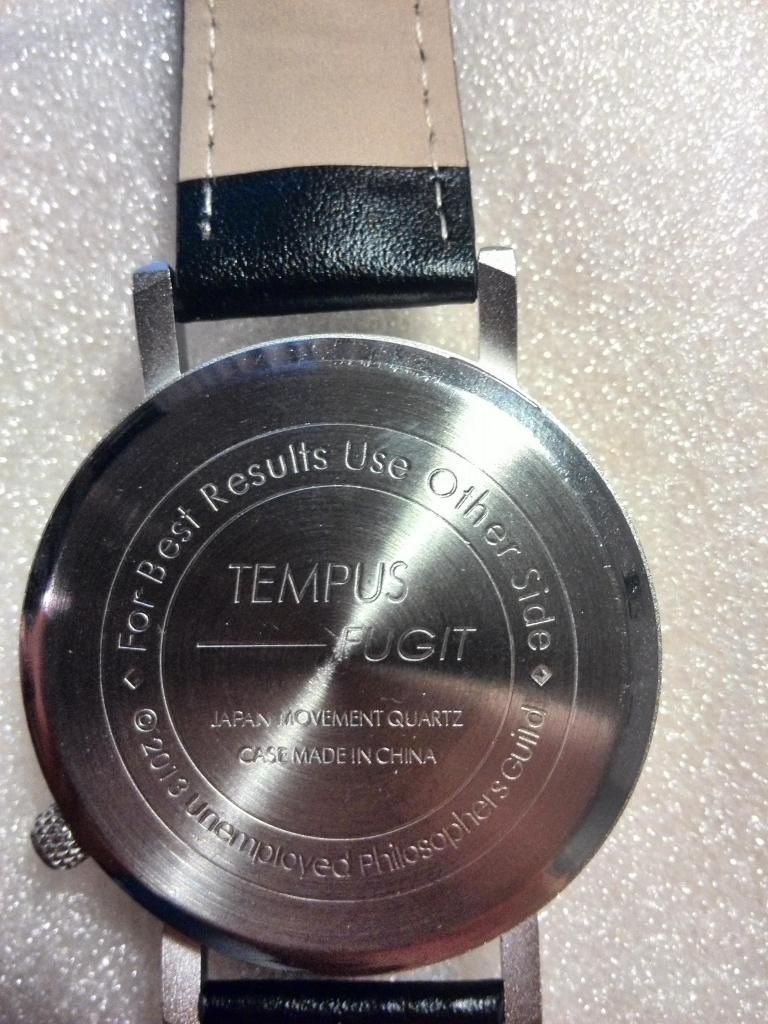 For Best Results Use Other Side
TEMPUS
FUGIT
JAPAN MOVEMENT QUARTZ
CASE MADE IN CHINA
© 2013 Unemployed Philosophers Guild